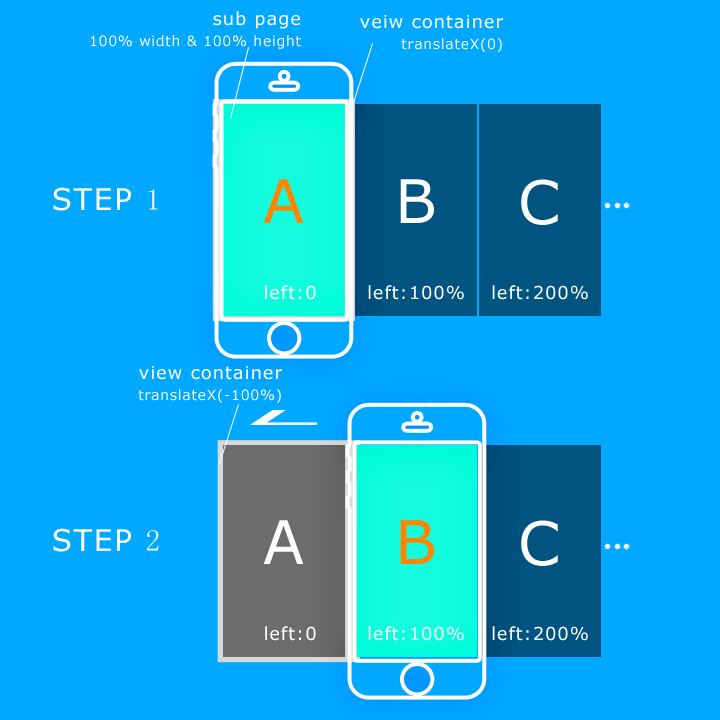 sub page
100% width & 100% height
veiw container
translateX(0)
STEP 1
A
B
C
...
left:0
left:100%
left:200%
view container
translateX(-100%)
STEP 2
A
B
C
...
left:0
left:100%
left:200%